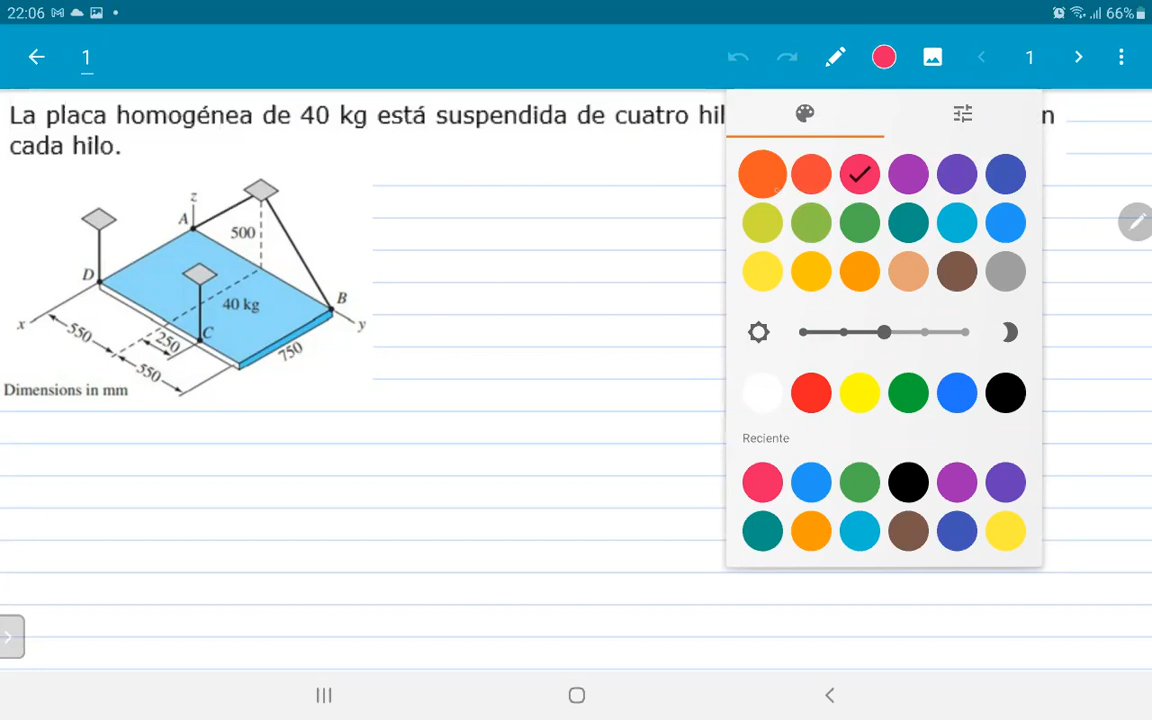 22:06
66%
1
1
La placa homogénea de 40 kg está suspendida de cuatro hil
n
cada hilo.
z
A
500
D
B
40 kg
C
x
y
550
250
750
550
Dimensions in mm
Reciente